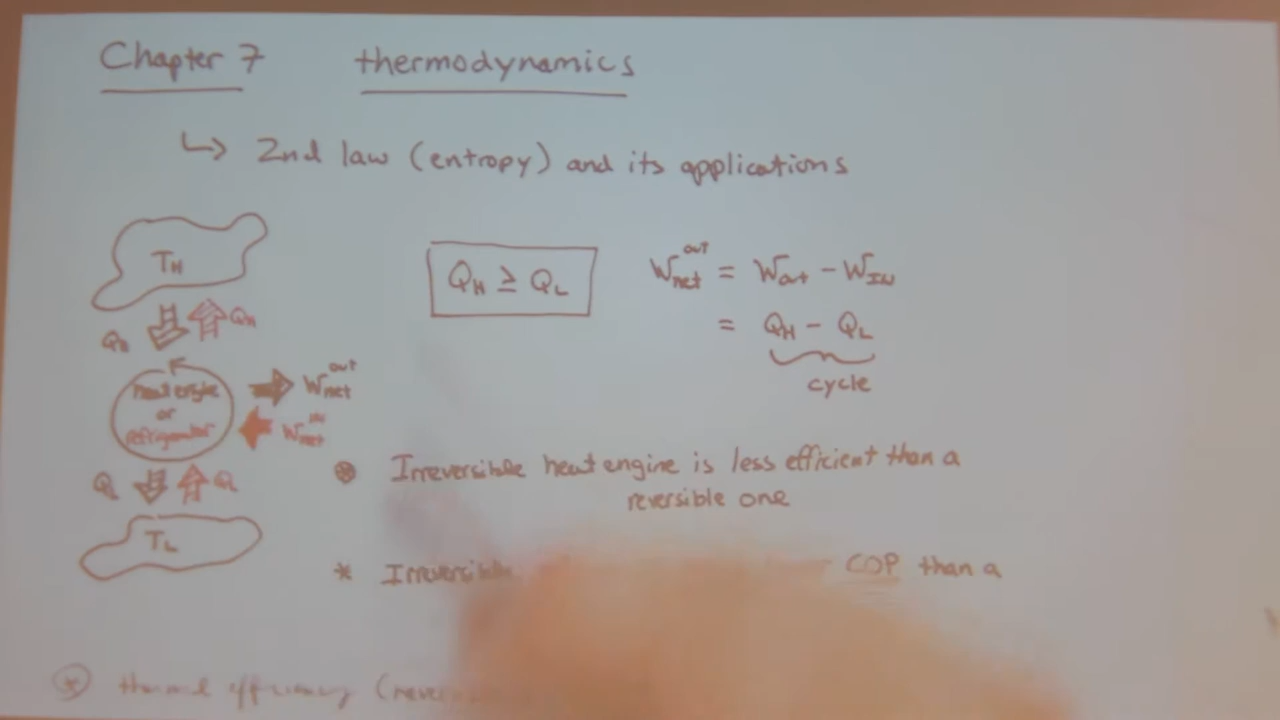 Chapter 7 thermodynamics
↳ 2nd law (entropy) and its applications
TH
QH
QH ≥ QL
Wnet^out = Wout - WIN
= QH - QL
cycle
heat engine
or
refrigerator
Wnet^out
Wnet^IN
QL QL
TL
Irreversible heat engine is less efficient than a
reversible one
* Irreversible COP than a
* thermal efficiency